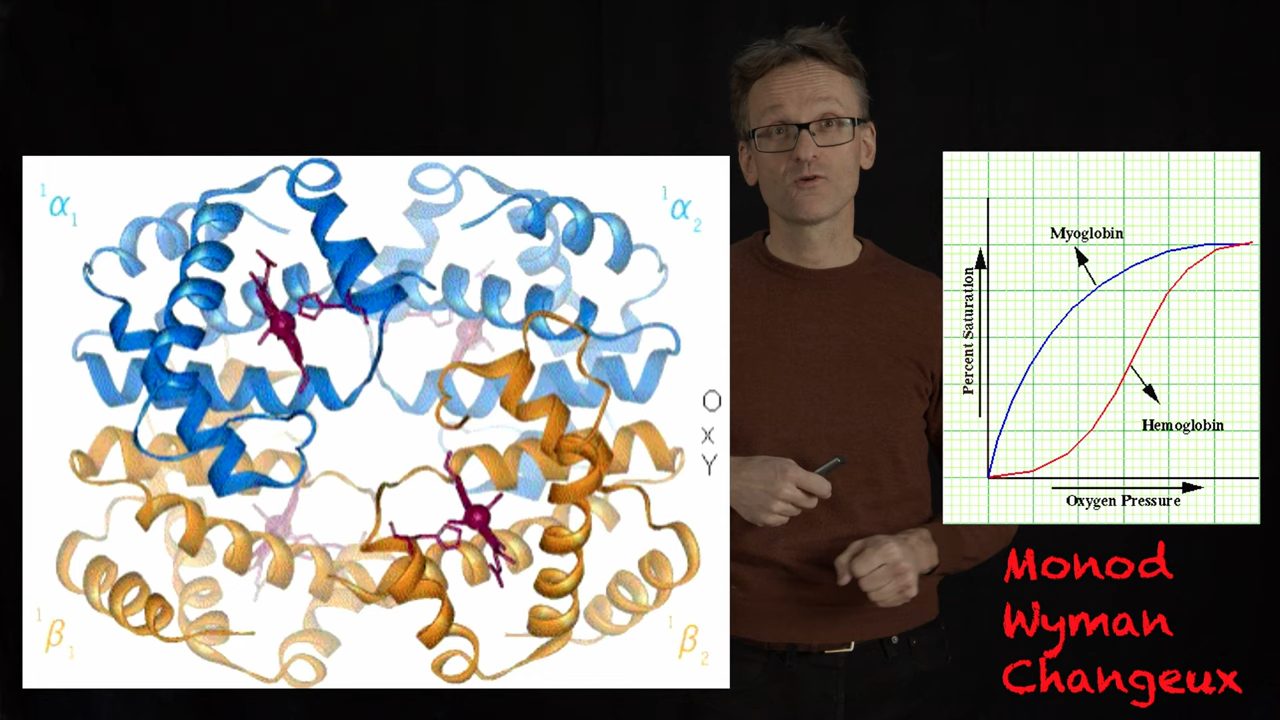 ¹α₁
¹α₂
O
x
Y
¹β₁
¹β₂
Myoglobin
Percent Saturation
Hemoglobin
Oxygen Pressure
Monod
Wyman
Changeux